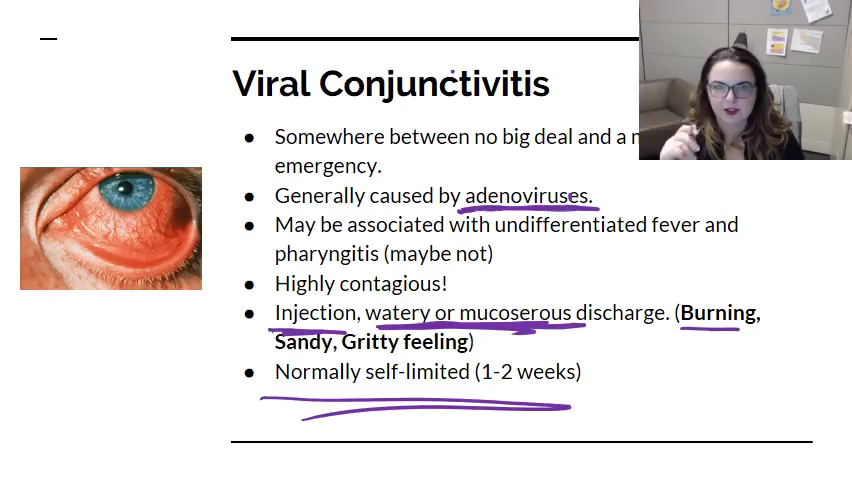 Viral Conjunctivitis
● Somewhere between no big deal and a
emergency.
● Generally caused by adenoviruses.
● May be associated with undifferentiated fever and
pharyngitis (maybe not)
● Highly contagious!
● Injection, watery or mucoserous discharge. (Burning,
Sandy, Gritty feeling)
● Normally self-limited (1-2 weeks)